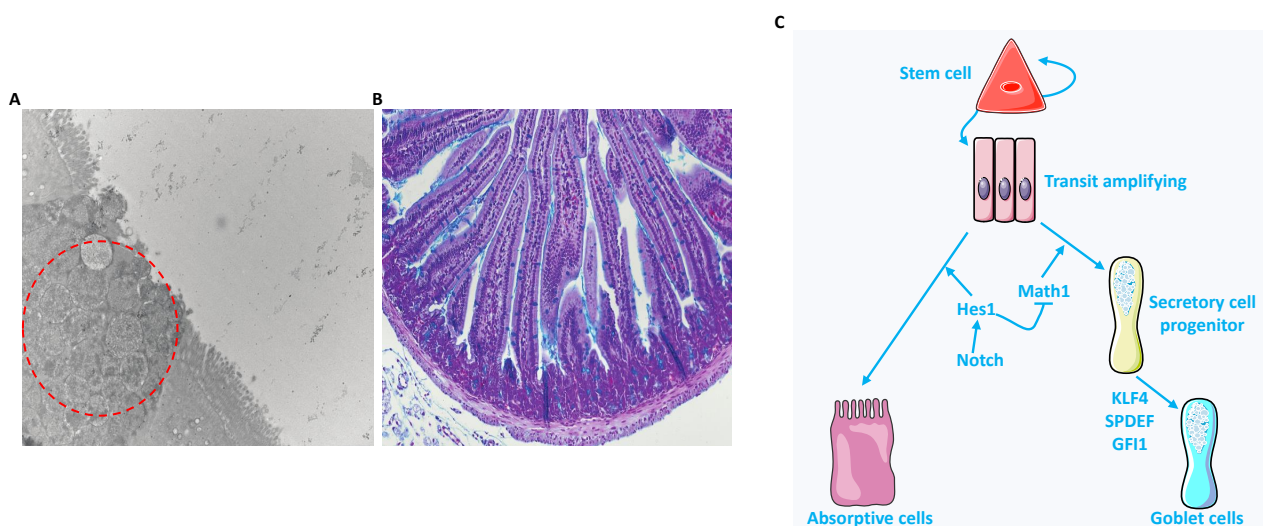 A
B
C
Stem cell
Transit amplifying
Math1
Hes1
Notch
Secretory cell
progenitor
KLF4
SPDEF
GFI1
Absorptive cells
Goblet cells